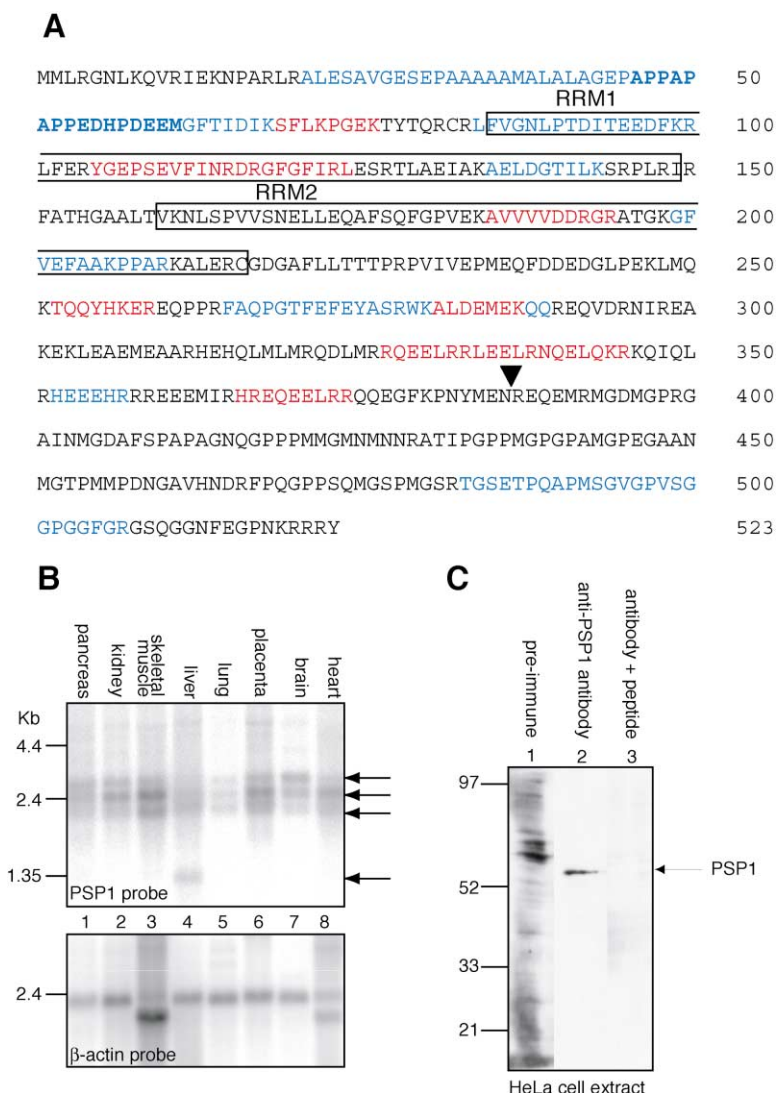 A
MMLRGNLKQVRIEKNPARLRALESAVGESEPAAAAAMALALAGEPAPPAP 50
RRM1
APPEDHPDEEMGFTIDIKSFLKPGEKTYTQRCRLFVGNLPTDITEEDFKR 100
LFERYGEPSEVFINRDRGFGFIRLESRTLAEIAKAELDGTILKSRPLRIR 150
RRM2
FATHGAALTVKNLSPVVSNELLEQAFSQFGPVEKAVVVVDDRGRATGKGF 200
VEFAAKPPARKALERCGDGAFLLTTTPRPVIVEPMEQFDDEDGLPEKLMQ 250
KTQQYHKEREQPPRFAQPGTFEFEYASRWKALDEMEKQQREQVDRNIREA 300
KEKLEAEMEAARHEHQLMLMRQDLMRRQEELRRLEELRNQELQKRKQIQL 350
RHEEEHRRREEEMIRHREQEELRRQQEGFKPNYMENREQEMRMGDMGPRG 400
AINMGDAFSPAPAGNQGPPPMMGMNMNNRATIPGPPMGPGPAMGPEGAAN 450
MGTPMMPDNGAVHNDRFPQGPPSQMGSPMGSRTGSETPQAPMSGVGPVSG 500
GPGGFGRGSQGGNFEGPNKRRRY 523
B
pancreas
kidney
sketetal
muscle
liver
lung
placenta
brain
heart
Kb
4.4
2.4
1.35
PSP1 probe
1 2 3 4 5 6 7 8
2.4
β-actin probe
C
pre-immune
anti-PSP1 antibody
antibody + peptide
1 2 3
97
52
33
21
PSP1
HeLa cell extract